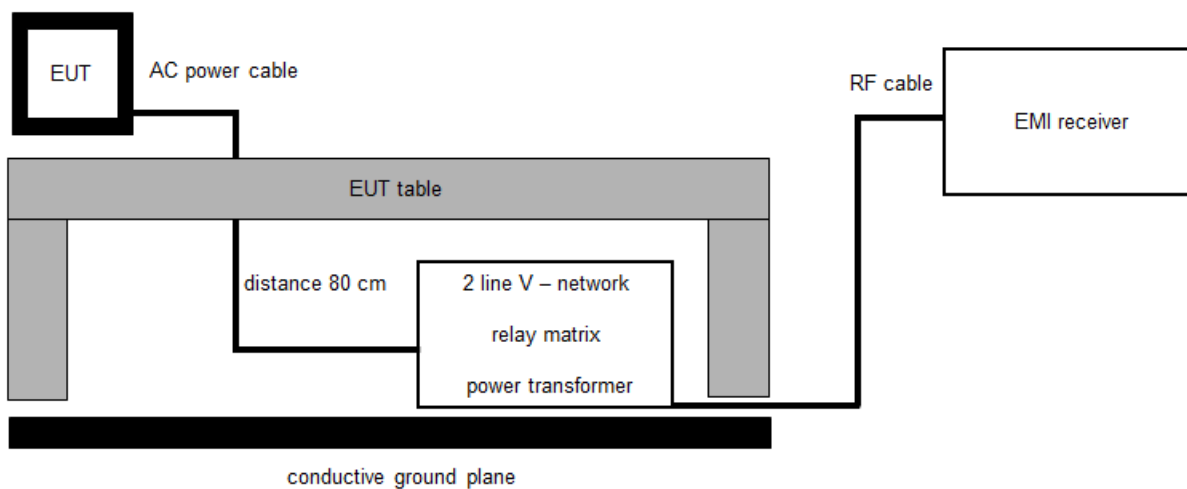 EUT
AC power cable
RF cable
EMI receiver
EUT table
distance 80 cm
2 line V – network
relay matrix
power transformer
conductive ground plane